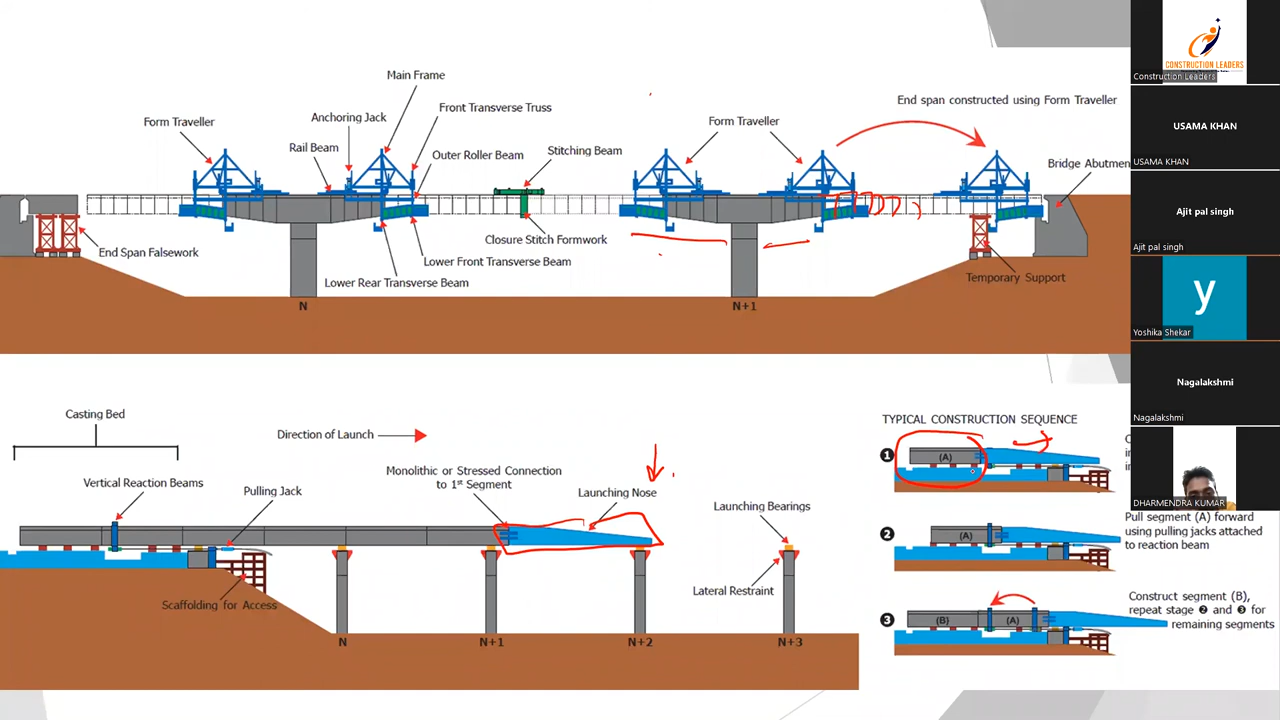 Main Frame
Form Traveller
Anchoring Jack
Front Transverse Truss
Rail Beam
Outer Roller Beam
Stitching Beam
Form Traveller
End span constructed using Form Traveller
Bridge Abutmen
End Span Falsework
Closure Stitch Formwork
Lower Front Transverse Beam
Lower Rear Transverse Beam
Temporary Support
N
N+1
Casting Bed
Direction of Launch
Vertical Reaction Beams
Pulling Jack
Monolithic or Stressed Connection
to 1st Segment
Launching Nose
Launching Bearings
Lateral Restraint
Scaffolding for Access
N
N+1
N+2
N+3
TYPICAL CONSTRUCTION SEQUENCE
1
(A)
2
(A)
Pull segment (A) forward
using pulling jacks attached
to reaction beam
3
(B)
(A)
Construct segment (B),
repeat stage 2 and 3 for
remaining segments
CONSTRUCTION LEADERS
Construction Leaders
USAMA KHAN
USAMA KHAN
Ajit pal singh
Ajit pal singh
y
Yoshika Shekar
Nagalakshmi
Nagalakshmi
DHARMENDRA KUMAR